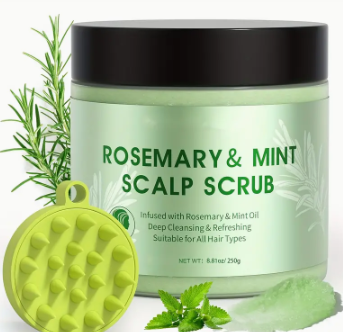 ROSEMARY & MINT
SCALP SCRUB
Infused with Rosemary & Mint Oil
Deep Cleansing & Refreshing
Suitable for All Hair Types
NET WT: 8.81oz/ 250g